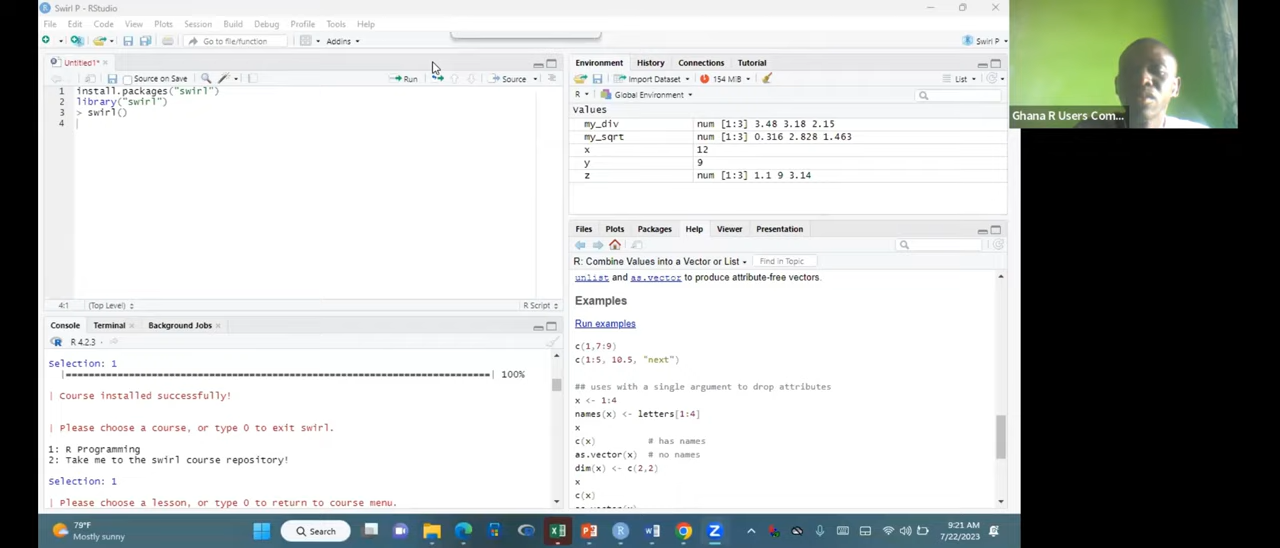 Swirl P - RStudio
File Edit Code View Plots Session Build Debug Profile Tools Help
Go to file/function Addins Swirl P
Untitled1*
Source on Save Run Source
1 install.packages("swirl")
2 library("swirl")
3 > swirl()
4
4:1 (Top Level) R Script
Console Terminal Background Jobs
R 4.2.3 .
Selection: 1
|===========================================================================| 100%
| Course installed successfully!
| Please choose a course, or type 0 to exit swirl.
1: R Programming
2: Take me to the swirl course repository!
Selection: 1
| Please choose a lesson, or type 0 to return to course menu.
Environment History Connections Tutorial
Import Dataset 154 MiB List
R Global Environment
Values
my_div num [1:3] 3.48 3.18 2.15
my_sqrt num [1:3] 0.316 2.828 1.463
x 12
y 9
z num [1:3] 1.1 9 3.14
Files Plots Packages Help Viewer Presentation
R: Combine Values into a Vector or List Find in Topic
unlist and as.vector to produce attribute-free vectors.
Examples
Run examples
c(1,7:9)
c(1:5, 10.5, "next")
## uses with a single argument to drop attributes
x <- 1:4
names(x) <- letters[1:4]
x
c(x) # has names
as.vector(x) # no names
dim(x) <- c(2,2)
x
c(x)
Ghana R Users Com...
79°F
Mostly sunny
Search
9:21 AM
7/22/2023